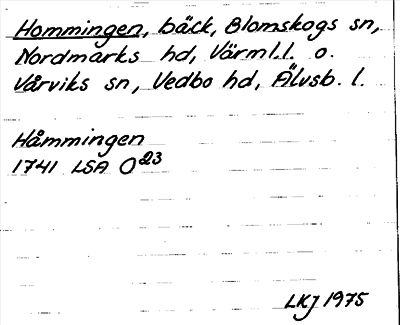 Hommingen, bäck, Blomskogs sn,
Nordmarks hd, Värml.l. o.
Vårviks sn, Vedbo hd, Älvsb. l.
Håmmingen
1741 LSA O23
LKJ 1975